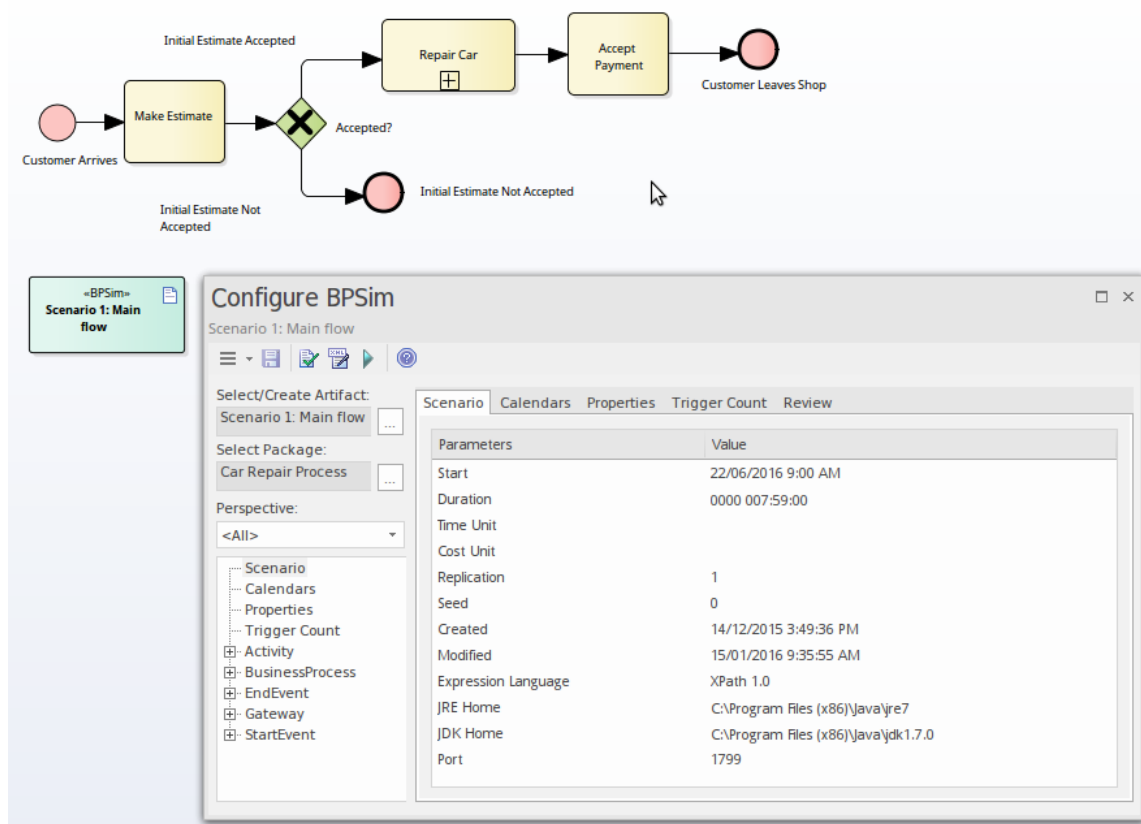 Initial Estimate Accepted
Repair Car
Accept
Payment
Customer Leaves Shop
Make Estimate
Accepted?
Customer Arrives
Initial Estimate Not Accepted
Initial Estimate Not
Accepted
«BPSim»
Scenario 1: Main
flow
Configure BPSim
Scenario 1: Main flow
Select/Create Artifact:
Scenario 1: Main flow
...
Select Package:
Car Repair Process
...
Perspective:
<All>
Scenario
Calendars
Properties
Trigger Count
Activity
BusinessProcess
EndEvent
Gateway
StartEvent
Scenario Calendars Properties Trigger Count Review
Parameters Value
Start 22/06/2016 9:00 AM
Duration 0000 007:59:00
Time Unit
Cost Unit
Replication 1
Seed 0
Created 14/12/2015 3:49:36 PM
Modified 15/01/2016 9:35:55 AM
Expression Language XPath 1.0
JRE Home C:\Program Files (x86)\Java\jre7
JDK Home C:\Program Files (x86)\Java\jdk1.7.0
Port 1799